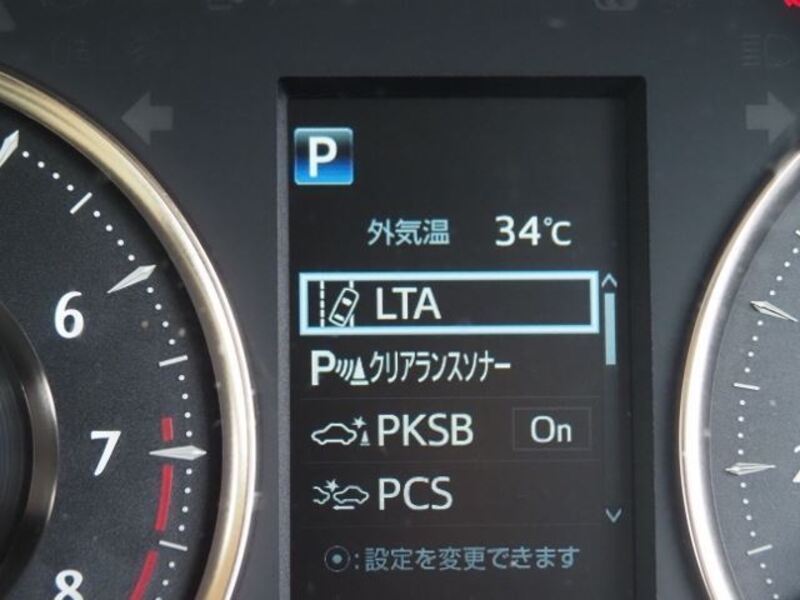 P
外気温 34℃
LTA
Pクリアランスソナー
PKSB On
PCS
:設定を変更できます
6
7
8